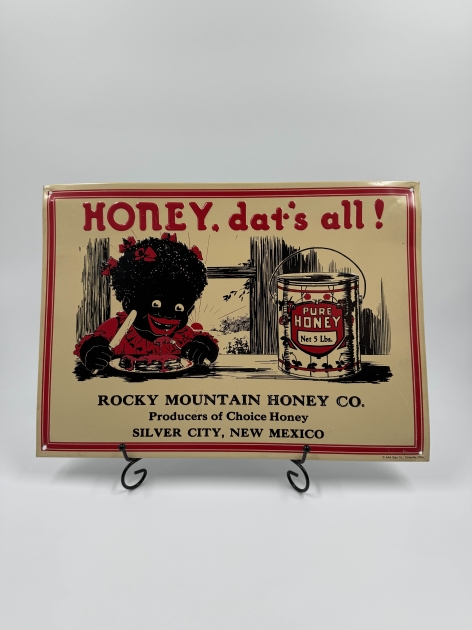 HONEY, dat's all!
PURE
HONEY
Net 5 Lbs.
ROCKY MOUNTAIN HONEY CO.
Producers of Choice Honey
SILVER CITY, NEW MEXICO